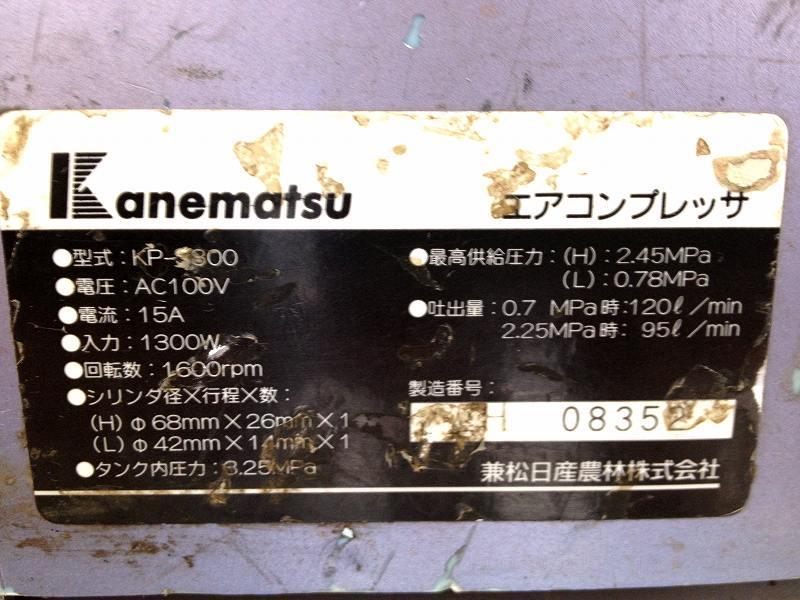 Kanematsu
エアコンプレッサ
●型式：KP-S300
●電圧：AC100V
●電流：15A
●入力：1300W
●回転数：1600rpm
●シリンダ径×行程×数：
(H) φ 68mm×26mm×1
(L) φ 42mm×14mm×1
●タンク内圧力：3.25MPa
●最高供給圧力：(H)：2.45MPa
(L)：0.78MPa
●吐出量：0.7 MPa時：120ℓ／min
2.25MPa時： 95ℓ／min
製造番号：
H 08352
兼松日産農林株式会社